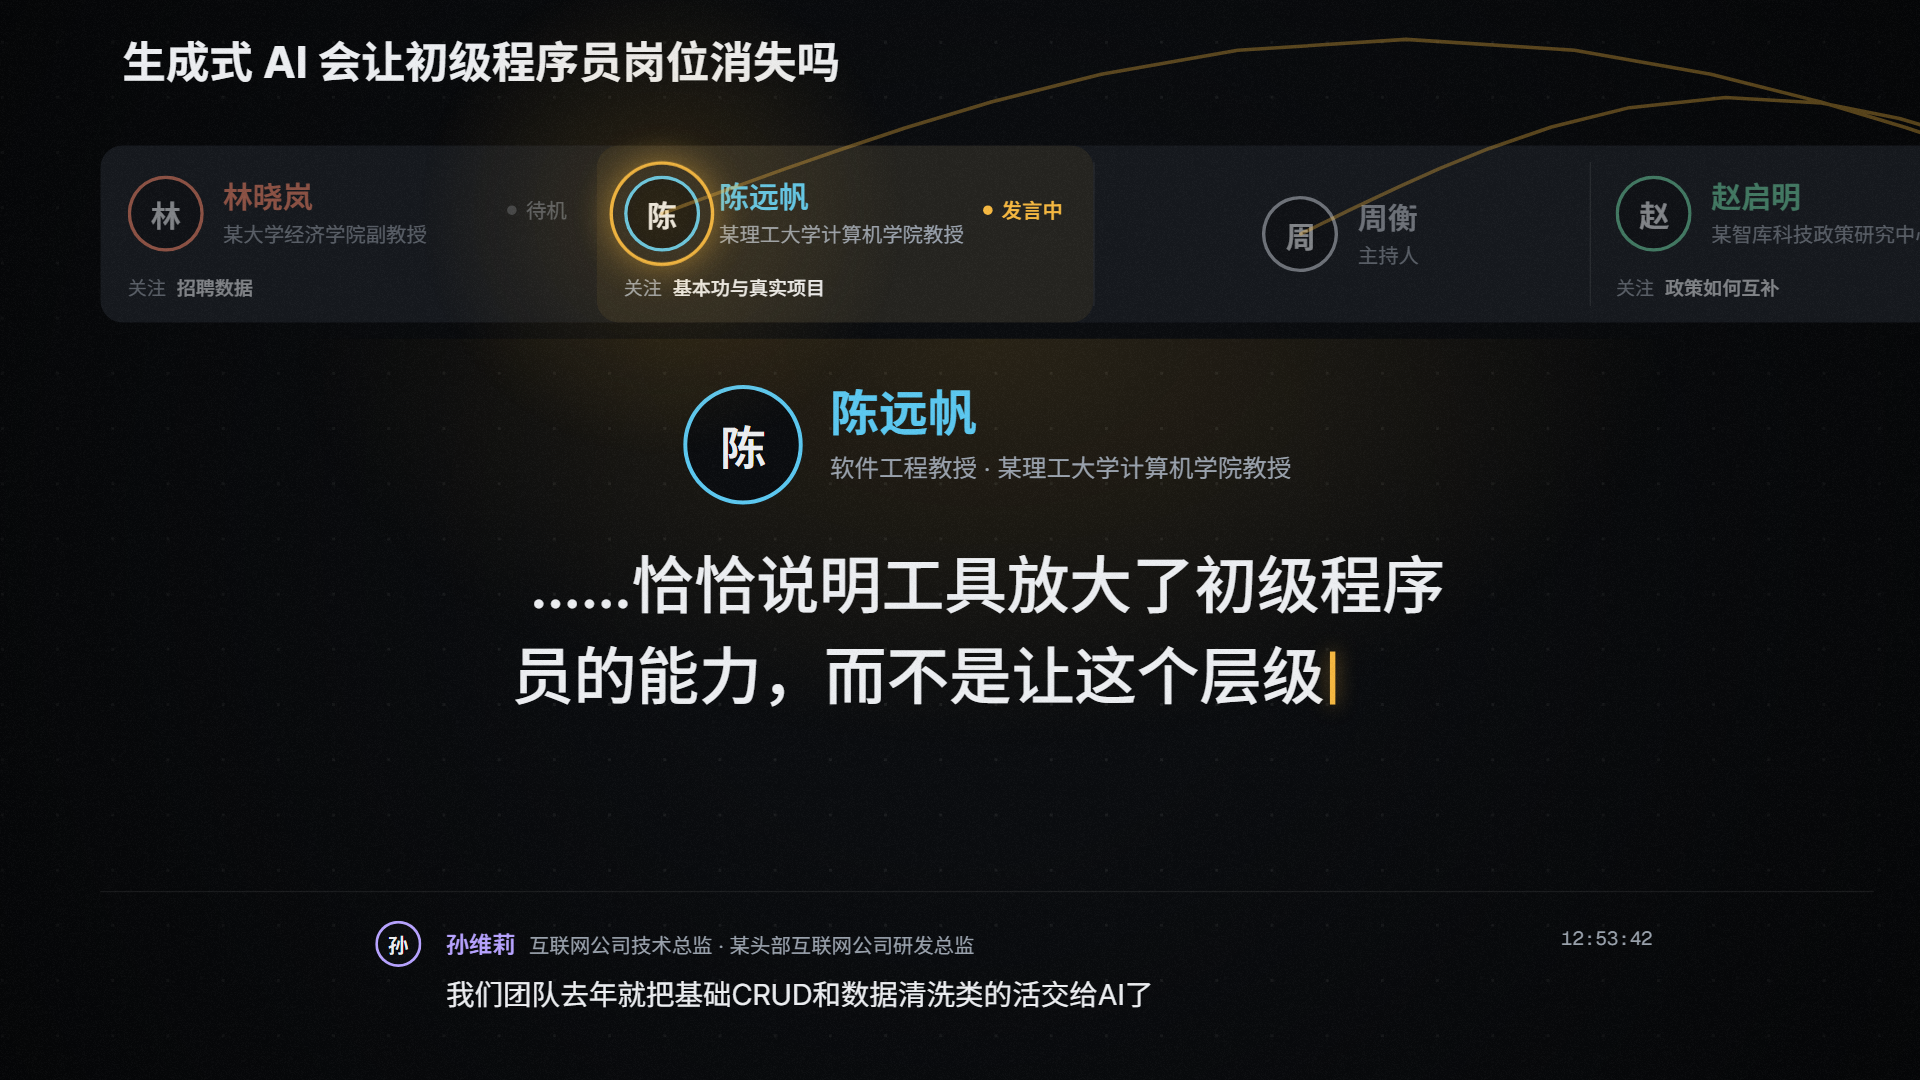 生成式 AI 会让初级程序员岗位消失吗
林
林晓岚
某大学经济学院副教授
待机
关注 招聘数据
陈
陈远帆
某理工大学计算机学院教授
发言中
关注 基本功与真实项目
周
周衡
主持人
赵
赵启明
某智库科技政策研究中
关注 政策如何互补
陈
陈远帆
软件工程教授 · 某理工大学计算机学院教授
……恰恰说明工具放大了初级程序
员的能力，而不是让这个层级
孙
孙维莉 互联网公司技术总监 · 某头部互联网公司研发总监
12:53:42
我们团队去年就把基础CRUD和数据清洗类的活交给AI了